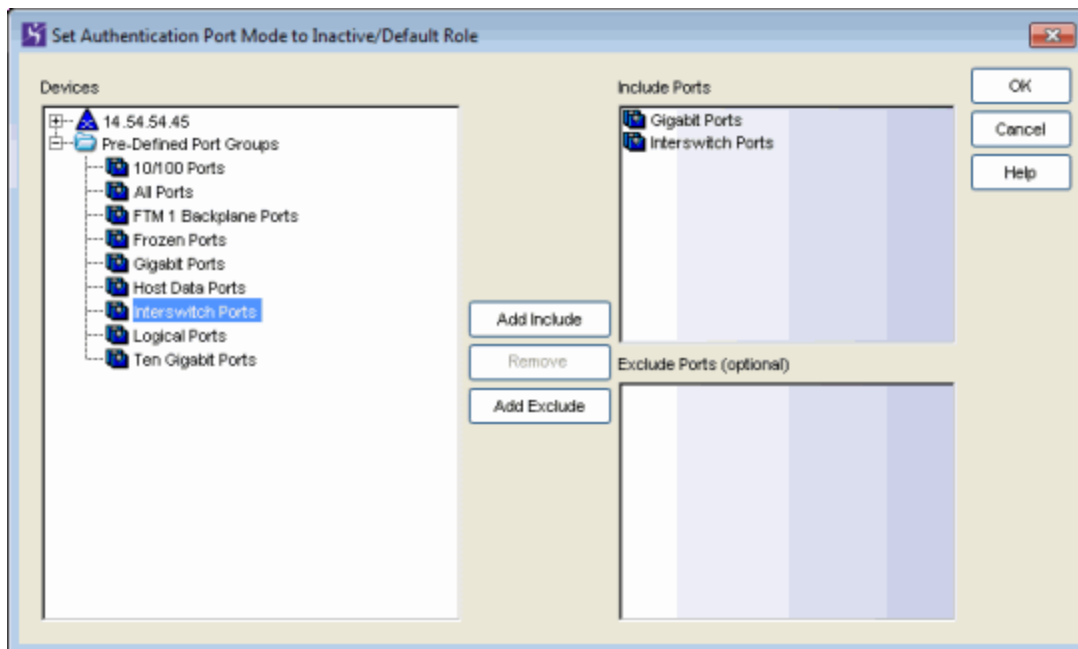 Set Authentication Port Mode to Inactive/Default Role
Devices
14.54.54.45
Pre-Defined Port Groups
10/100 Ports
All Ports
FTM 1 Backplane Ports
Frozen Ports
Gigabit Ports
Host Data Ports
Interswitch Ports
Logical Ports
Ten Gigabit Ports
Add Include
Remove
Add Exclude
Include Ports
Gigabit Ports
Interswitch Ports
Exclude Ports (optional)
OK
Cancel
Help